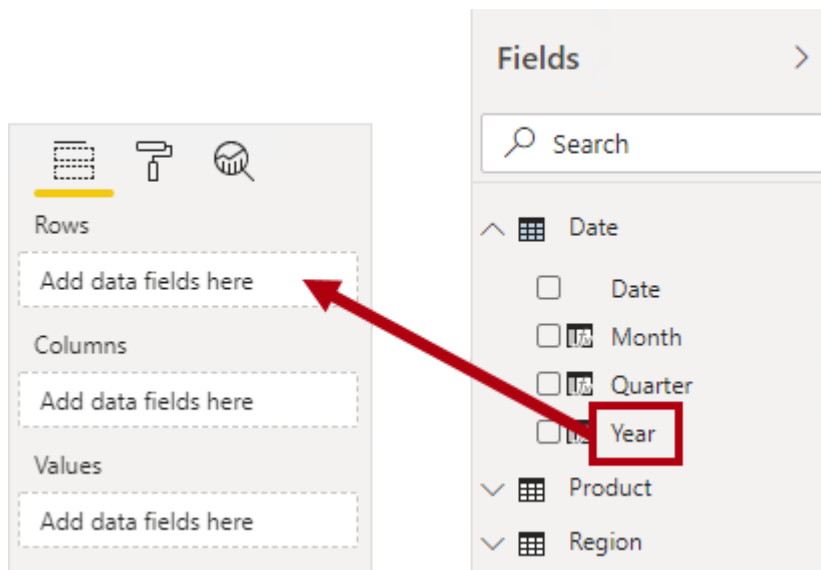 Fields
Search
Rows
Add data fields here
Columns
Add data fields here
Values
Add data fields here
Date
Date
Month
Quarter
Year
Product
Region